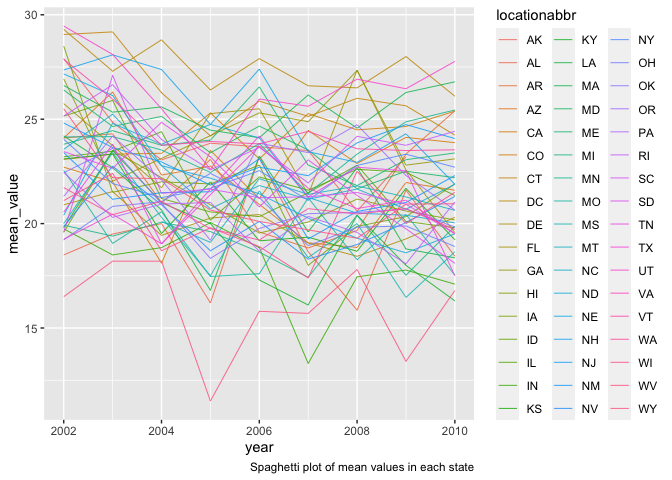 locationabbr
30
25
20
15
mean_value
2002
2004
2006
2008
2010
year
Spaghetti plot of mean values in each state
AK KY NY
AL LA OH
AR MA OK
AZ MD OR
CA ME PA
CO MI RI
CT MN SC
DC MO SD
DE MS TN
FL MT TX
GA NC UT
HI ND VA
IA NE VT
ID NH WA
IL NJ WI
IN NM WV
KS NV WY